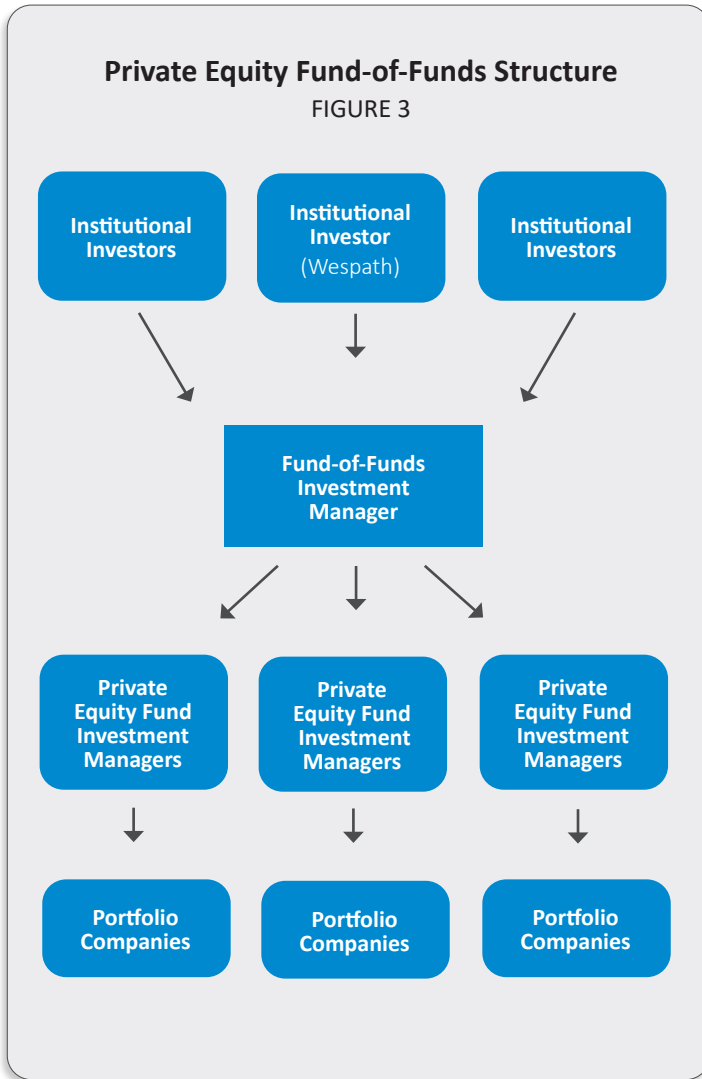 Private Equity Fund-of-Funds Structure
FIGURE 3
Institutional
Investors
Institutional
Investor
(Wespath)
Institutional
Investors
Fund-of-Funds
Investment
Manager
Private
Equity Fund
Investment
Managers
Private
Equity Fund
Investment
Managers
Private
Equity Fund
Investment
Managers
Portfolio
Companies
Portfolio
Companies
Portfolio
Companies